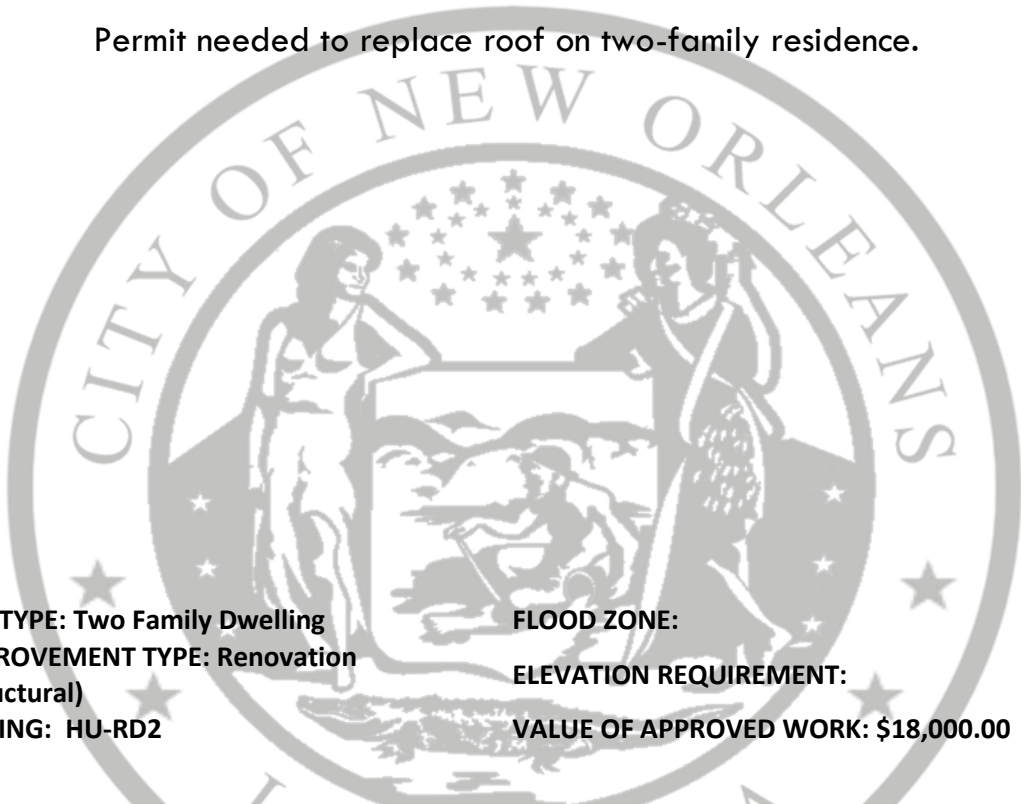 Permit needed to replace roof on two-family residence.
CITY OF NEW ORLEANS
TYPE: Two Family Dwelling
ROVEMENT TYPE: Renovation
uctural)
ING: HU-RD2
FLOOD ZONE:
ELEVATION REQUIREMENT:
VALUE OF APPROVED WORK: $18,000.00